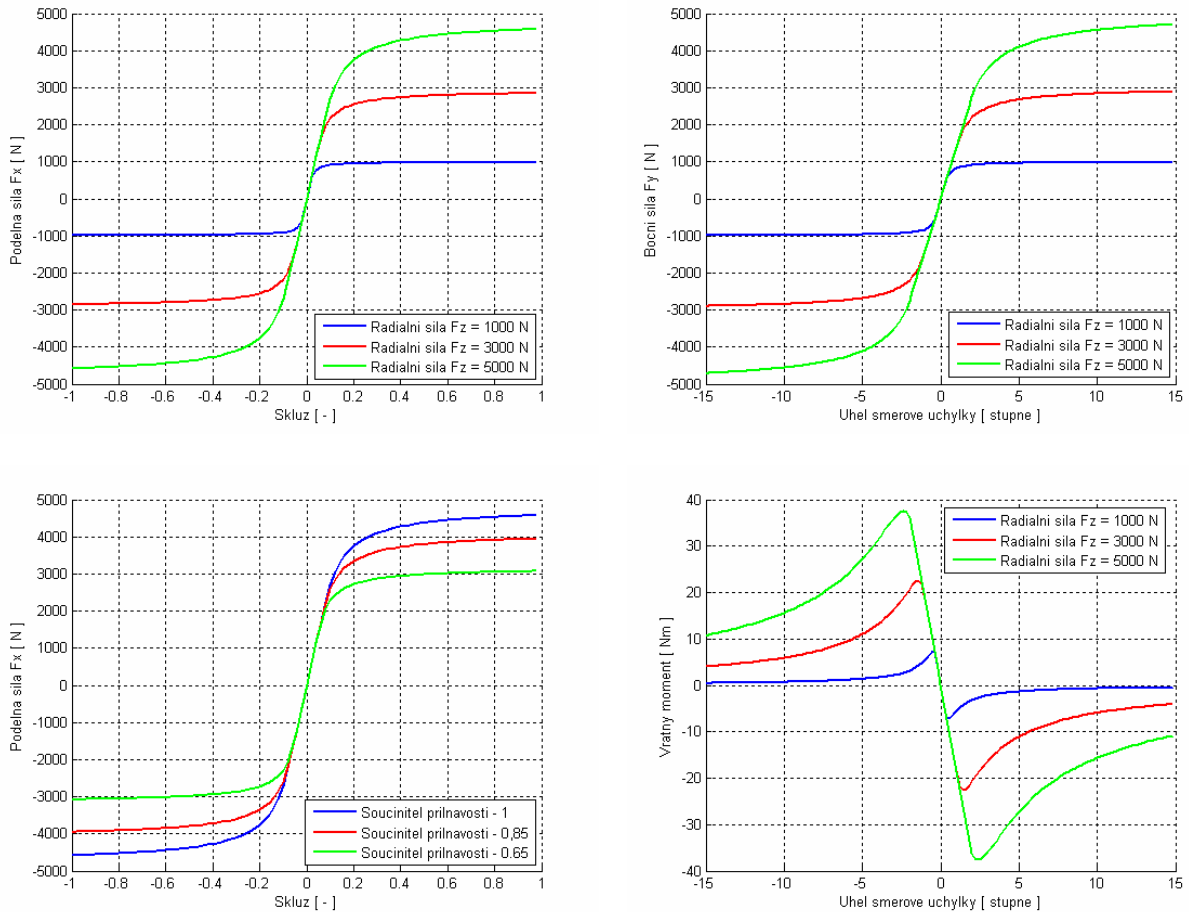 5000
4000
3000
2000
1000
0
-1000
-2000
-3000
-4000
-5000
Podelna sila Fx [ N ]
Radialni sila Fz = 1000 N
Radialni sila Fz = 3000 N
Radialni sila Fz = 5000 N
-1 -0.8 -0.6 -0.4 -0.2 0 0.2 0.4 0.6 0.8 1
Skluz [ - ]
5000
4000
3000
2000
1000
0
-1000
-2000
-3000
-4000
-5000
Bocni sila Fy [ N ]
Radialni sila Fz = 1000 N
Radialni sila Fz = 3000 N
Radialni sila Fz = 5000 N
-15 -10 -5 0 5 10 15
Uhel smerove uchylky [ stupne ]
5000
4000
3000
2000
1000
0
-1000
-2000
-3000
-4000
-5000
Podelna sila Fx [ N ]
Soucinitel prilnavosti - 1
Soucinitel prilnavosti - 0,85
Soucinitel prilnavosti - 0.65
-1 -0.8 -0.6 -0.4 -0.2 0 0.2 0.4 0.6 0.8 1
Skluz [ - ]
40
30
20
10
0
-10
-20
-30
-40
Vratny moment [ Nm ]
Radialni sila Fz = 1000 N
Radialni sila Fz = 3000 N
Radialni sila Fz = 5000 N
-15 -10 -5 0 5 10 15
Uhel smerove uchylky [ stupne ]